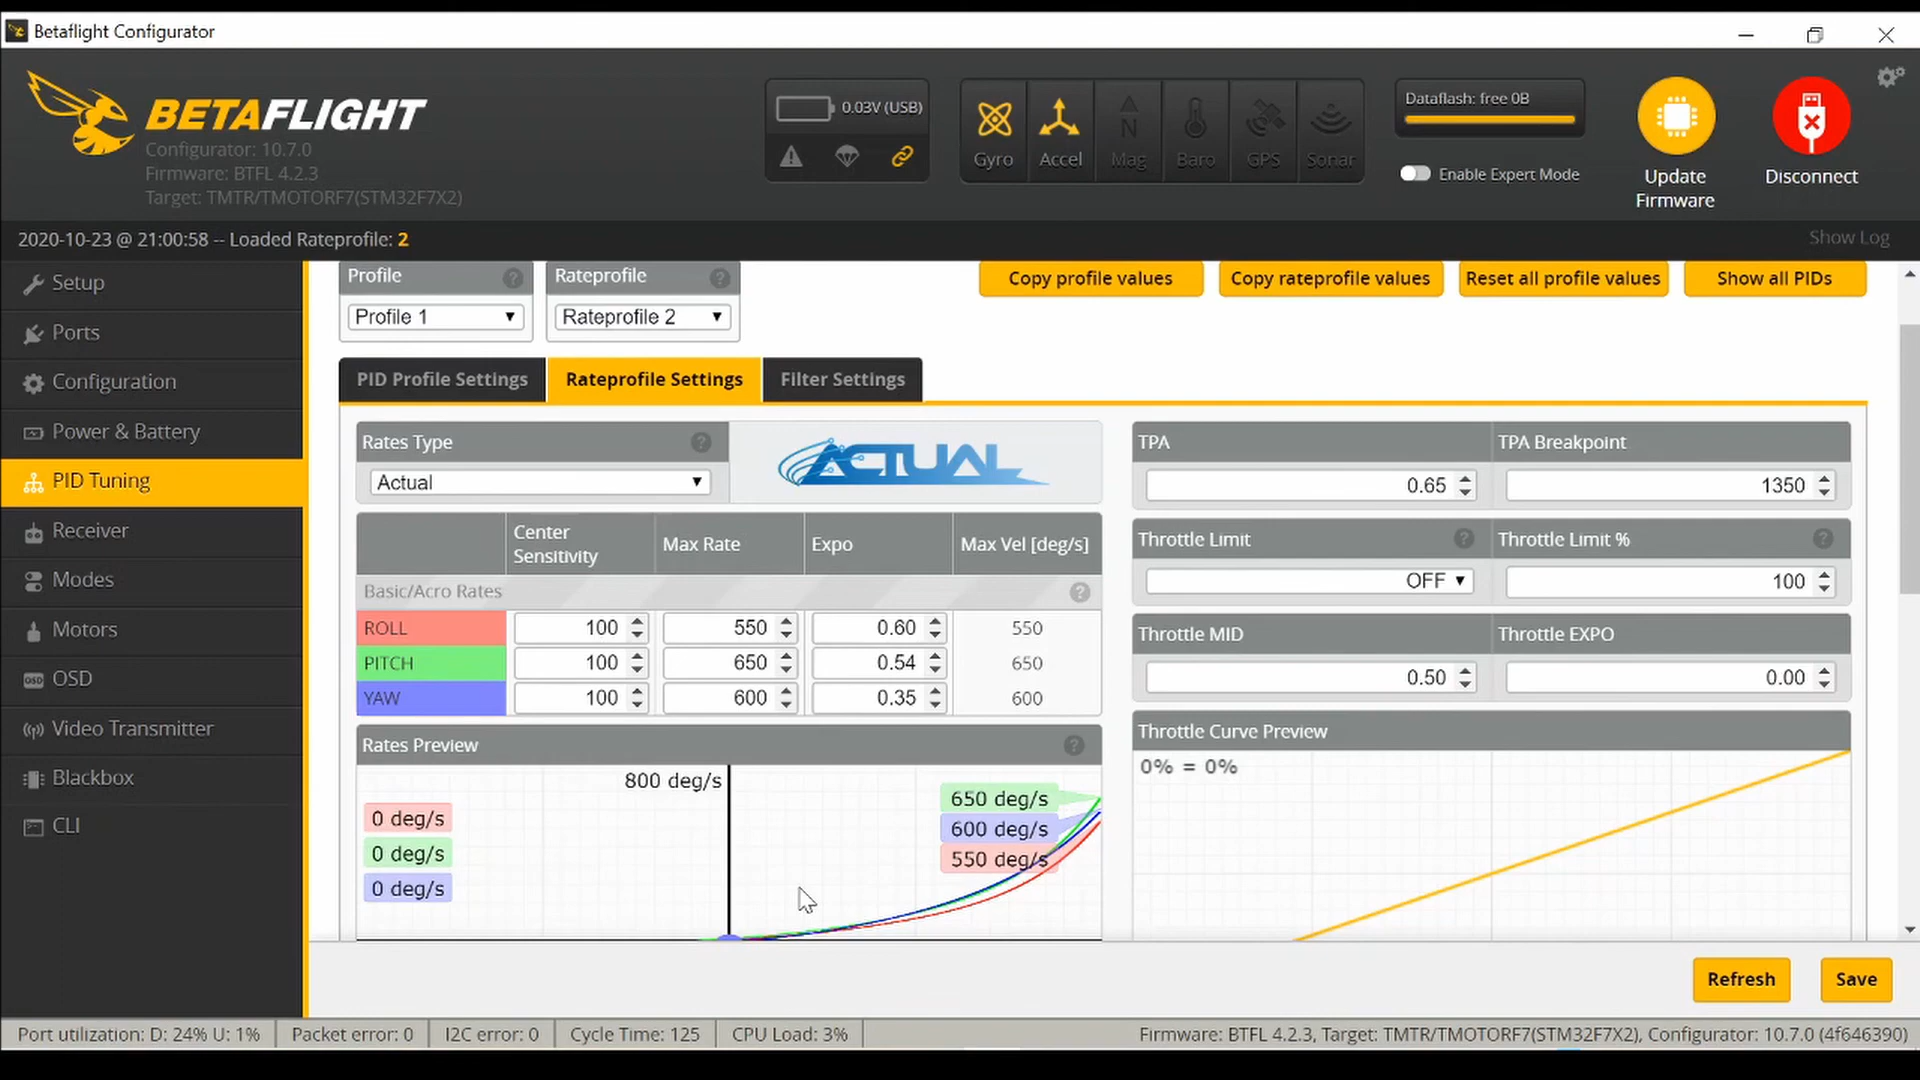 Betaflight Configurator
BETAFLIGHT
Configurator: 10.7.0
Firmware: BTFL 4.2.3
Target: TMTR/TMOTORF7(STM32F7X2)
0.03V (USB)
Gyro
Accel
Mag
Baro
GPS
Sonar
Dataflash: free 0B
Enable Expert Mode
Update
Firmware
Disconnect
2020-10-23 @ 21:00:58 -- Loaded Rateprofile: 2
Show Log
Setup
Ports
Configuration
Power & Battery
PID Tuning
Receiver
Modes
Motors
OSD
Video Transmitter
Blackbox
CLI
Profile
Profile 1
Rateprofile
Rateprofile 2
Copy profile values
Copy rateprofile values
Reset all profile values
Show all PIDs
PID Profile Settings
Rateprofile Settings
Filter Settings
Rates Type
Actual
ACTUAL
Center
Sensitivity
Max Rate
Expo
Max Vel [deg/s]
Basic/Acro Rates
ROLL 100 550 0.60 550
PITCH 100 650 0.54 650
YAW 100 600 0.35 600
Rates Preview
800 deg/s
0 deg/s
0 deg/s
0 deg/s
650 deg/s
600 deg/s
550 deg/s
TPA
TPA Breakpoint
0.65
1350
Throttle Limit
Throttle Limit %
OFF
100
Throttle MID
Throttle EXPO
0.50
0.00
Throttle Curve Preview
0% = 0%
Refresh
Save
Port utilization: D: 24% U: 1%
Packet error: 0
I2C error: 0
Cycle Time: 125
CPU Load: 3%
Firmware: BTFL 4.2.3, Target: TMTR/TMOTORF7(STM32F7X2), Configurator: 10.7.0 (4f646390)